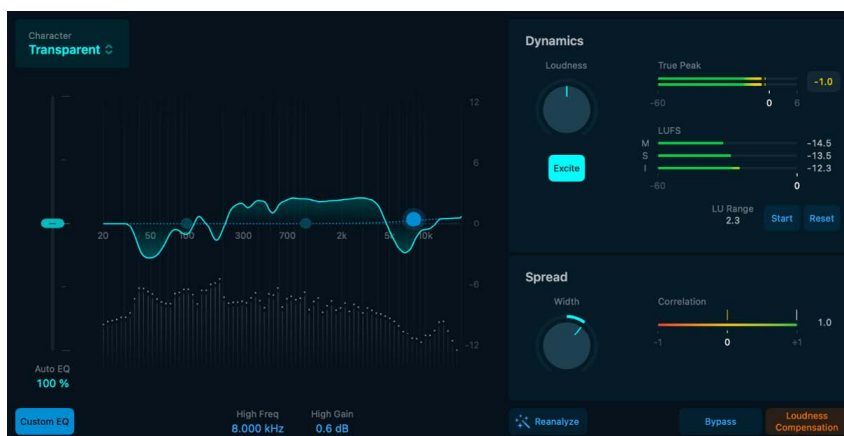 Character
Transparent
12
6
0
-6
-12
20 50 100 300 700 2k 5k 10k
Auto EQ
100 %
Custom EQ
High Freq High Gain
8.000 kHz 0.6 dB
Dynamics
Loudness
Excite
True Peak
-1.0
-60 0 6
LUFS
M -14.5
S -13.5
I -12.3
-60 0
LU Range
2.3
Start Reset
Spread
Width
Correlation
1.0
-1 0 +1
Reanalyze
Bypass
Loudness
Compensation